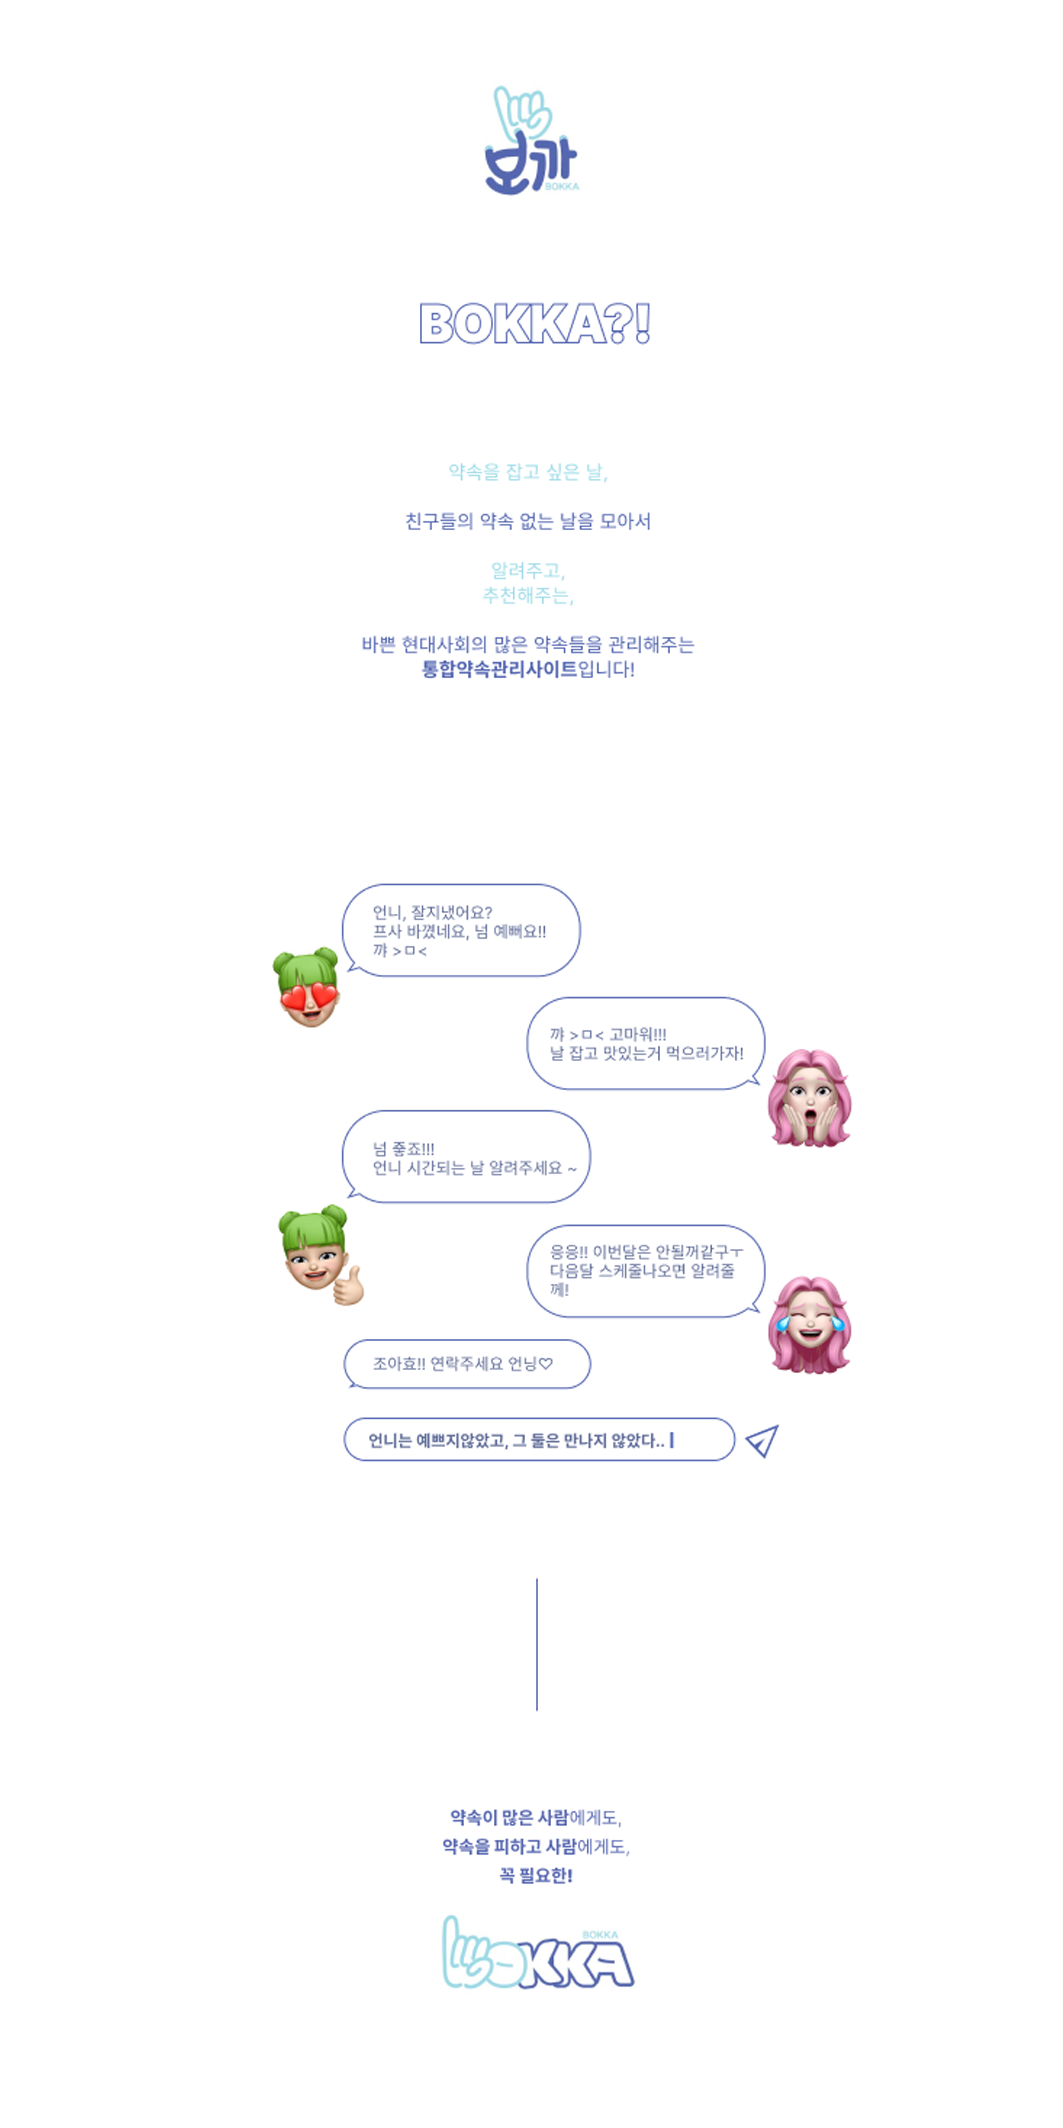 보까
BOKKA
BOKKA?!
약속을 잡고 싶은 날,
친구들의 약속 없는 날을 모아서
알려주고,
추천해주는,
바쁜 현대사회의 많은 약속들을 관리해주는
통합약속관리사이트입니다!
언니, 잘지냈어요?
프사 바꼈네요, 넘 예뻐요!!
꺄 >ㅁ<
꺄 >ㅁ< 고마워!!!
날 잡고 맛있는거 먹으러가자!
넘 좋죠!!!
언니 시간되는 날 알려주세요 ~
응응!! 이번달은 안될꺼같구ㅜ
다음달 스케줄나오면 알려줄
께!
조아효!! 연락주세요 언닝♡
언니는 예쁘지않았고, 그 둘은 만나지 않았다..
약속이 많은 사람에게도,
약속을 피하고 사람에게도,
꼭 필요한!
BOKKA
BOKKA